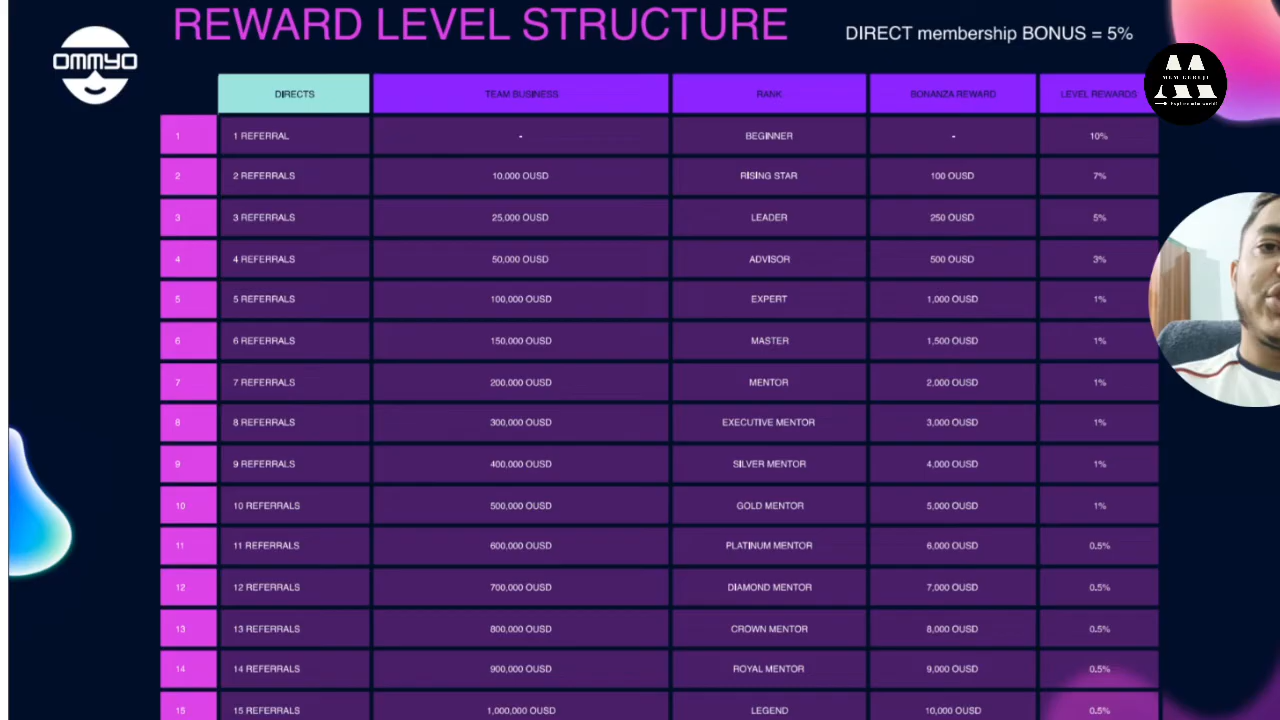 REWARD LEVEL STRUCTURE
DIRECT membership BONUS = 5%
OMMYO
MLM GURUJI
Explore mlm world!
DIRECTS TEAM BUSINESS RANK BONANZA REWARD LEVEL REWARDS
1 1 REFERRAL - BEGINNER - 10%
2 2 REFERRALS 10,000 OUSD RISING STAR 100 OUSD 7%
3 3 REFERRALS 25,000 OUSD LEADER 250 OUSD 5%
4 4 REFERRALS 50,000 OUSD ADVISOR 500 OUSD 3%
5 5 REFERRALS 100,000 OUSD EXPERT 1,000 OUSD 1%
6 6 REFERRALS 150,000 OUSD MASTER 1,500 OUSD 1%
7 7 REFERRALS 200,000 OUSD MENTOR 2,000 OUSD 1%
8 8 REFERRALS 300,000 OUSD EXECUTIVE MENTOR 3,000 OUSD 1%
9 9 REFERRALS 400,000 OUSD SILVER MENTOR 4,000 OUSD 1%
10 10 REFERRALS 500,000 OUSD GOLD MENTOR 5,000 OUSD 1%
11 11 REFERRALS 600,000 OUSD PLATINUM MENTOR 6,000 OUSD 0.5%
12 12 REFERRALS 700,000 OUSD DIAMOND MENTOR 7,000 OUSD 0.5%
13 13 REFERRALS 800,000 OUSD CROWN MENTOR 8,000 OUSD 0.5%
14 14 REFERRALS 900,000 OUSD ROYAL MENTOR 9,000 OUSD 0.5%
15 15 REFERRALS 1,000,000 OUSD LEGEND 10,000 OUSD 0.5%